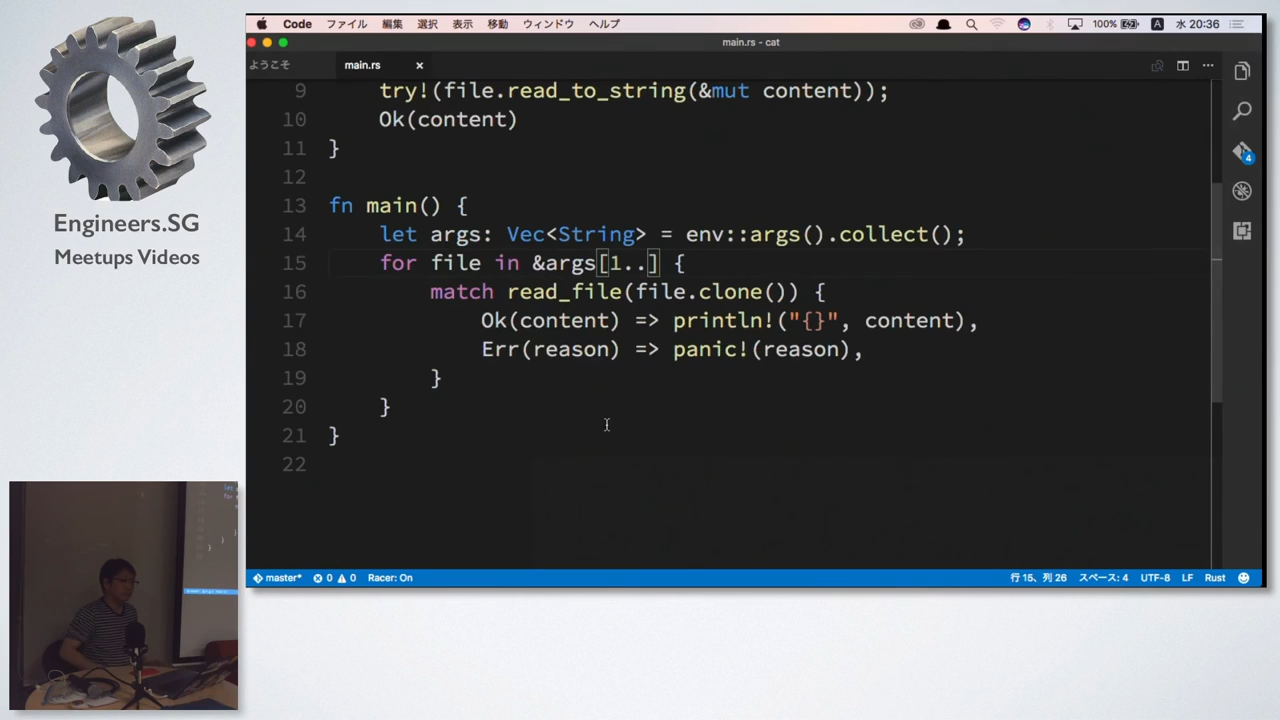 Engineers.SG
Meetups Videos
Code ファイル 編集 選択 表示 移動 ウィンドウ ヘルプ 100% A 水 20:36
main.rs - cat
ようこそ main.rs ×
9 try!(file.read_to_string(&mut content));
10 Ok(content)
11 }
12
13 fn main() {
14 let args: Vec<String> = env::args().collect();
15 for file in &args[1..] {
16 match read_file(file.clone()) {
17 Ok(content) => println!("{}", content),
18 Err(reason) => panic!(reason),
19 }
20 }
21 }
22
4
master* 0 0 Racer: On 行 15、列 26 スペース: 4 UTF-8 LF Rust